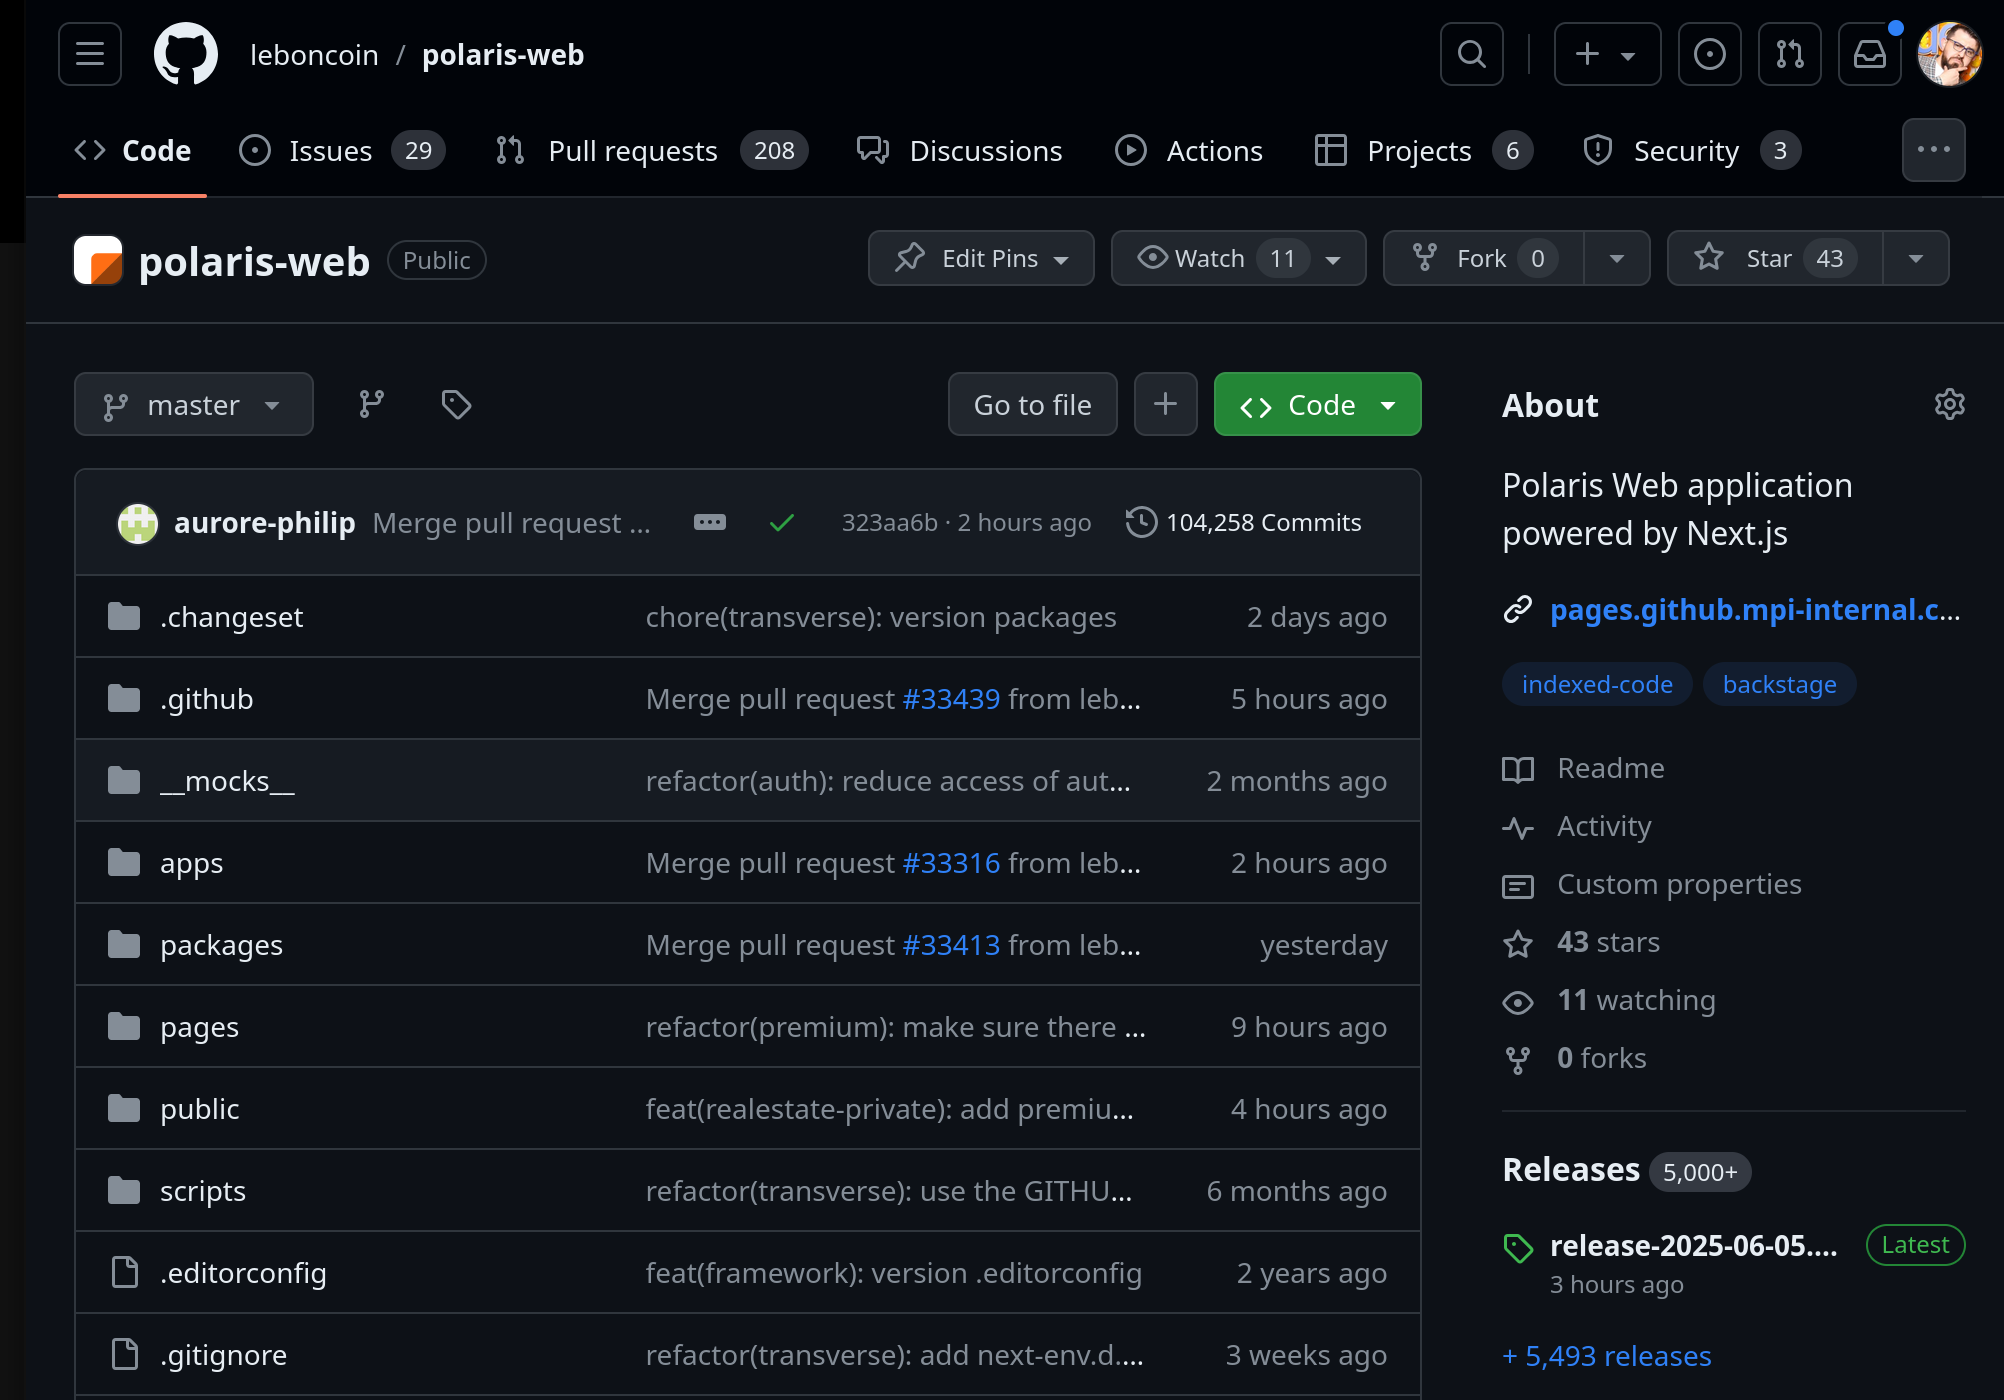 leboncoin / polaris-web
Code Issues 29 Pull requests 208 Discussions Actions Projects 6 Security 3
polaris-web Public Edit Pins Watch 11 Fork 0 Star 43
master Go to file Code
aurore-philip Merge pull request ... 323aa6b · 2 hours ago 104,258 Commits
.changeset chore(transverse): version packages 2 days ago
.github Merge pull request #33439 from leb... 5 hours ago
__mocks__ refactor(auth): reduce access of aut... 2 months ago
apps Merge pull request #33316 from leb... 2 hours ago
packages Merge pull request #33413 from leb... yesterday
pages refactor(premium): make sure there ... 9 hours ago
public feat(realestate-private): add premiu... 4 hours ago
scripts refactor(transverse): use the GITHU... 6 months ago
.editorconfig feat(framework): version .editorconfig 2 years ago
.gitignore refactor(transverse): add next-env.d.... 3 weeks ago
About
Polaris Web application
powered by Next.js
pages.github.mpi-internal.c...
indexed-code backstage
Readme
Activity
Custom properties
43 stars
11 watching
0 forks
Releases 5,000+
release-2025-06-05.... Latest
3 hours ago
+ 5,493 releases